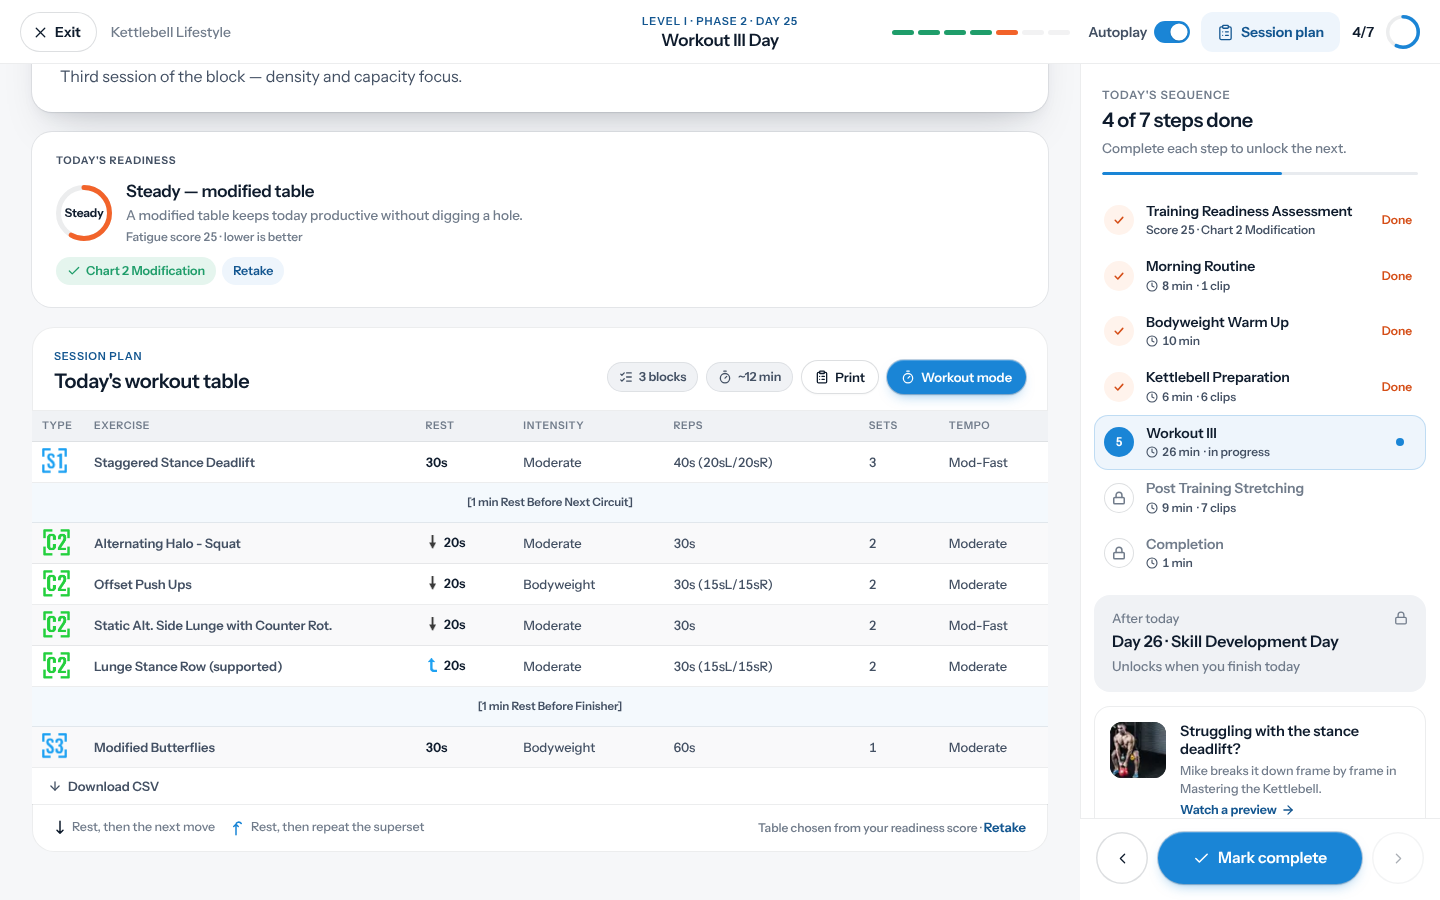 Exit
Kettlebell Lifestyle
LEVEL I · PHASE 2 · DAY 25
Workout III Day
Autoplay
Session plan
4/7
Third session of the block — density and capacity focus.
TODAY'S READINESS
Steady
Steady — modified table
A modified table keeps today productive without digging a hole.
Fatigue score 25 · lower is better
Chart 2 Modification
Retake
SESSION PLAN
Today's workout table
3 blocks
~12 min
Print
Workout mode
TYPE EXERCISE REST INTENSITY REPS SETS TEMPO
S1 Staggered Stance Deadlift 30s Moderate 40s (20sL/20sR) 3 Mod-Fast
[1 min Rest Before Next Circuit]
C2 Alternating Halo - Squat 20s Moderate 30s 2 Moderate
C2 Offset Push Ups 20s Bodyweight 30s (15sL/15sR) 2 Moderate
C2 Static Alt. Side Lunge with Counter Rot. 20s Moderate 30s 2 Mod-Fast
C2 Lunge Stance Row (supported) 20s Moderate 30s (15sL/15sR) 2 Moderate
[1 min Rest Before Finisher]
S3 Modified Butterflies 30s Bodyweight 60s 1 Moderate
Download CSV
Rest, then the next move
Rest, then repeat the superset
Table chosen from your readiness score · Retake
TODAY'S SEQUENCE
4 of 7 steps done
Complete each step to unlock the next.
Training Readiness Assessment
Score 25 · Chart 2 Modification
Done
Morning Routine
8 min · 1 clip
Done
Bodyweight Warm Up
10 min
Done
Kettlebell Preparation
6 min · 6 clips
Done
5
Workout III
26 min · in progress
Post Training Stretching
9 min · 7 clips
Completion
1 min
After today
Day 26 · Skill Development Day
Unlocks when you finish today
Struggling with the stance
deadlift?
Mike breaks it down frame by frame in
Mastering the Kettlebell.
Watch a preview →
Mark complete